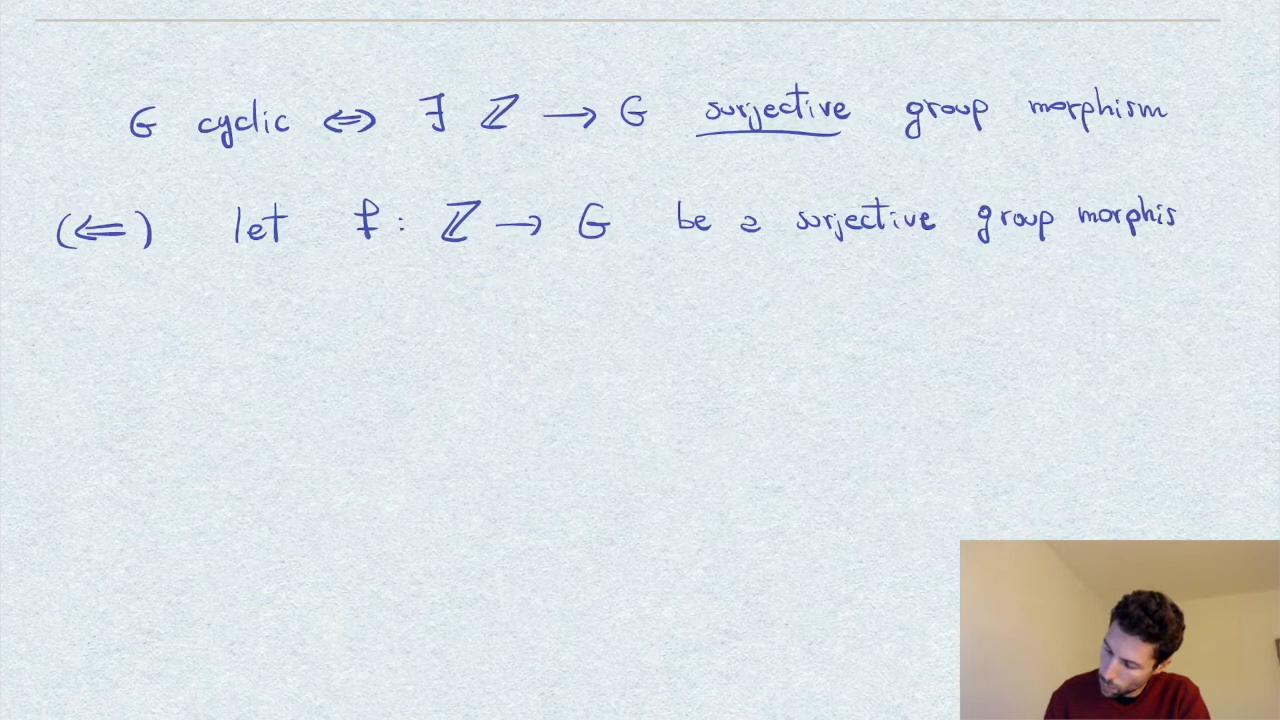 G cyclic ⇔ ∃ ℤ → G surjective group morphism
(⇐) let f : ℤ → G be a surjective group morphis